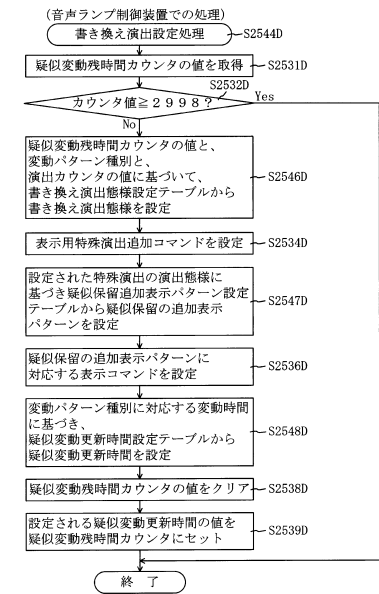 (音声ランプ制御装置での処理)
書き換え演出設定処理
S2544D
疑似変動残時間カウンタの値を取得
S2531D
S2532D
カウンタ値≧2998?
Yes
No
疑似変動残時間カウンタの値と、
変動パターン種別と、
演出カウンタの値に基づいて、
書き換え演出態様設定テーブルから
書き換え演出態様を設定
S2546D
表示用特殊演出追加コマンドを設定
S2534D
設定された特殊演出の演出態様に
基づき疑似保留追加表示パターン設定
テーブルから疑似保留の追加表示
パターンを設定
S2547D
疑似保留の追加表示パターンに
対応する表示コマンドを設定
S2536D
変動パターン種別に対応する変動時間
に基づき、
疑似変動更新時間設定テーブルから
疑似変動更新時間を設定
S2548D
疑似変動残時間カウンタの値をクリア
S2538D
設定される疑似変動更新時間の値を
疑似変動残時間カウンタにセット
S2539D
終了